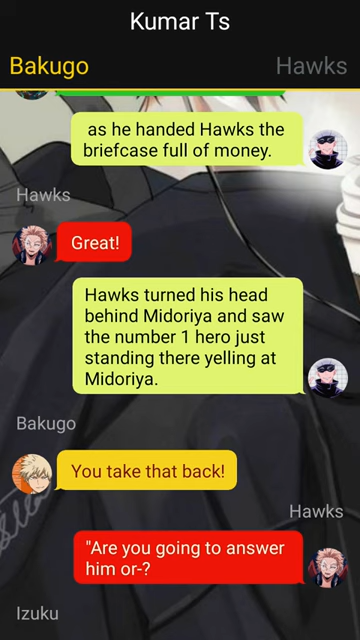 Kumar Ts
Bakugo
Hawks
as he handed Hawks the
briefcase full of money.
Hawks
Great!
Hawks turned his head
behind Midoriya and saw
the number 1 hero just
standing there yelling at
Midoriya.
Bakugo
You take that back!
Hawks
"Are you going to answer
him or-?
Izuku